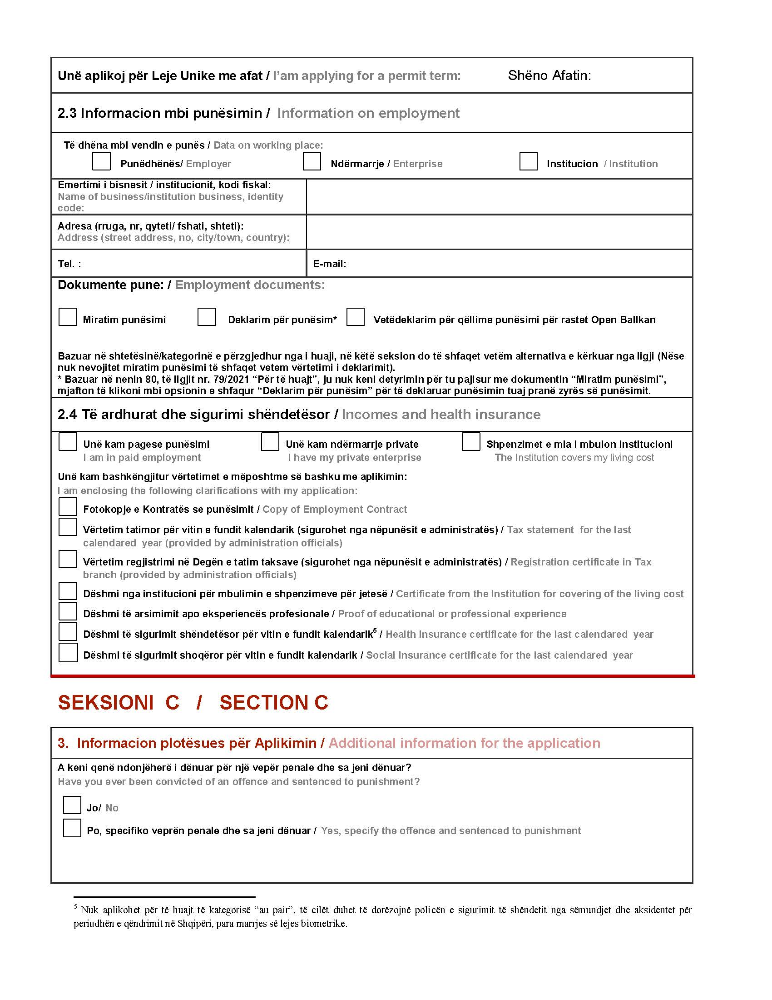 Unë aplikoj për Leje Unike me afat / I’am applying for a permit term: Shëno Afatin:
2.3 Informacion mbi punësimin / Information on employment
Të dhëna mbi vendin e punës / Data on working place:
Punëdhënës/ Employer Ndërmarrje / Enterprise Institucion / Institution
Emertimi i bisnesit / institucionit, kodi fiskal:
Name of business/institution business, identity
code:
Adresa (rruga, nr, qyteti/ fshati, shteti):
Address (street address, no, city/town, country):
Tel. : E-mail:
Dokumente pune: / Employment documents:
Miratim punësimi Deklarim për punësim* Vetëdeklarim për qëllime punësimi për rastet Open Ballkan
Bazuar në shtetësinë/kategorinë e përzgjedhur nga i huaji, në këtë seksion do të shfaqet vetëm alternativa e kërkuar nga ligji (Nëse
nuk nevojitet miratim punësimi të shfaqet vetem vërtetimi i deklarimit).
* Bazuar në nenin 80, të ligjit nr. 79/2021 “Për të huajt”, ju nuk keni detyrimin për tu pajisur me dokumentin “Miratim punësimi”,
mjafton të klikoni mbi opsionin e shfaqur “Deklarim për punësim” për të deklaruar punësimin tuaj pranë zyrës së punësimit.
2.4 Të ardhurat dhe sigurimi shëndetësor / Incomes and health insurance
Unë kam pagese punësimi Unë kam ndërmarrje private Shpenzimet e mia i mbulon institucioni
I am in paid employment I have my private enterprise The Institution covers my living cost
Unë kam bashkëngjitur vërtetimet e mëposhtme së bashku me aplikimin:
I am enclosing the following clarifications with my application:
Fotokopje e Kontratës se punësimit / Copy of Employment Contract
Vërtetim tatimor për vitin e fundit kalendarik (sigurohet nga nëpunësit e administratës) / Tax statement for the last
calendared year (provided by administration officials)
Vërtetim regjistrimi në Degën e tatim taksave (sigurohet nga nëpunësit e administratës) / Registration certificate in Tax
branch (provided by administration officials)
Dëshmi nga institucioni për mbulimin e shpenzimeve për jetesë / Certificate from the Institution for covering of the living cost
Dëshmi të arsimimit apo eksperiencës profesionale / Proof of educational or professional experience
Dëshmi të sigurimit shëndetësor për vitin e fundit kalendarik5 / Health insurance certificate for the last calendared year
Dëshmi të sigurimit shoqëror për vitin e fundit kalendarik / Social insurance certificate for the last calendared year
SEKSIONI C / SECTION C
3. Informacion plotësues për Aplikimin / Additional information for the application
A keni qenë ndonjëherë i dënuar për një vepër penale dhe sa jeni dënuar?
Have you ever been convicted of an offence and sentenced to punishment?
Jo/ No
Po, specifiko veprën penale dhe sa jeni dënuar / Yes, specify the offence and sentenced to punishment
5 Nuk aplikohet për të huajt të kategorisë “au pair”, të cilët duhet të dorëzojnë policën e sigurimit të shëndetit nga sëmundjet dhe aksidentet për
periudhën e qëndrimit në Shqipëri, para marrjes së lejes biometrike.